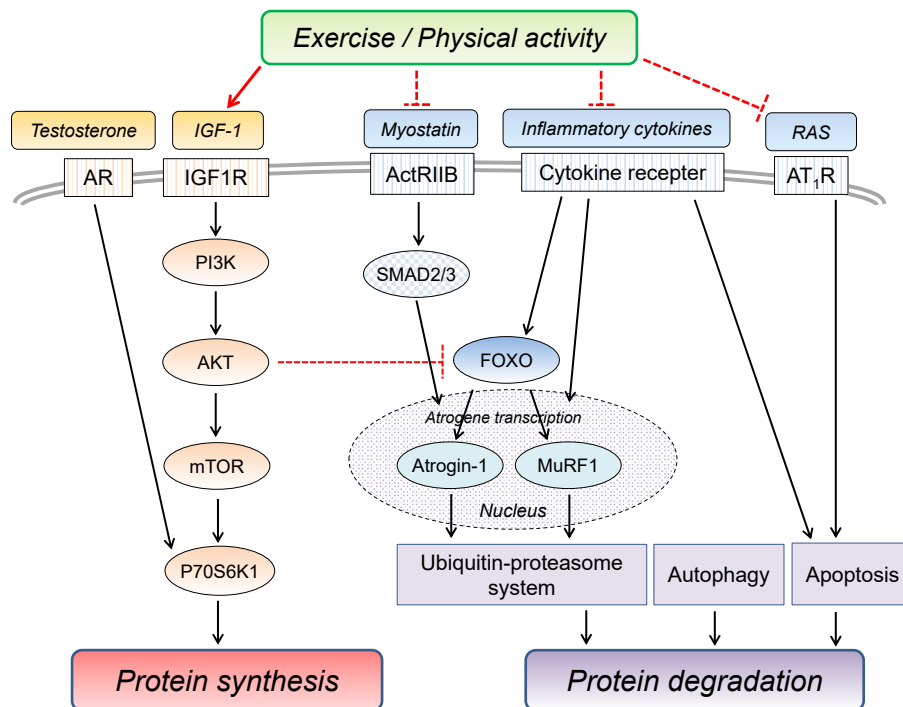 Exercise / Physical activity
Testosterone
IGF-1
Myostatin
Inflammatory cytokines
RAS
AR
IGF1R
ActRIIB
Cytokine recepter
AT₁R
PI3K
SMAD2/3
AKT
FOXO
Atrogene transcription
mTOR
Atrogin-1
MuRF1
Nucleus
P70S6K1
Ubiquitin-proteasome
system
Autophagy
Apoptosis
Protein synthesis
Protein degradation